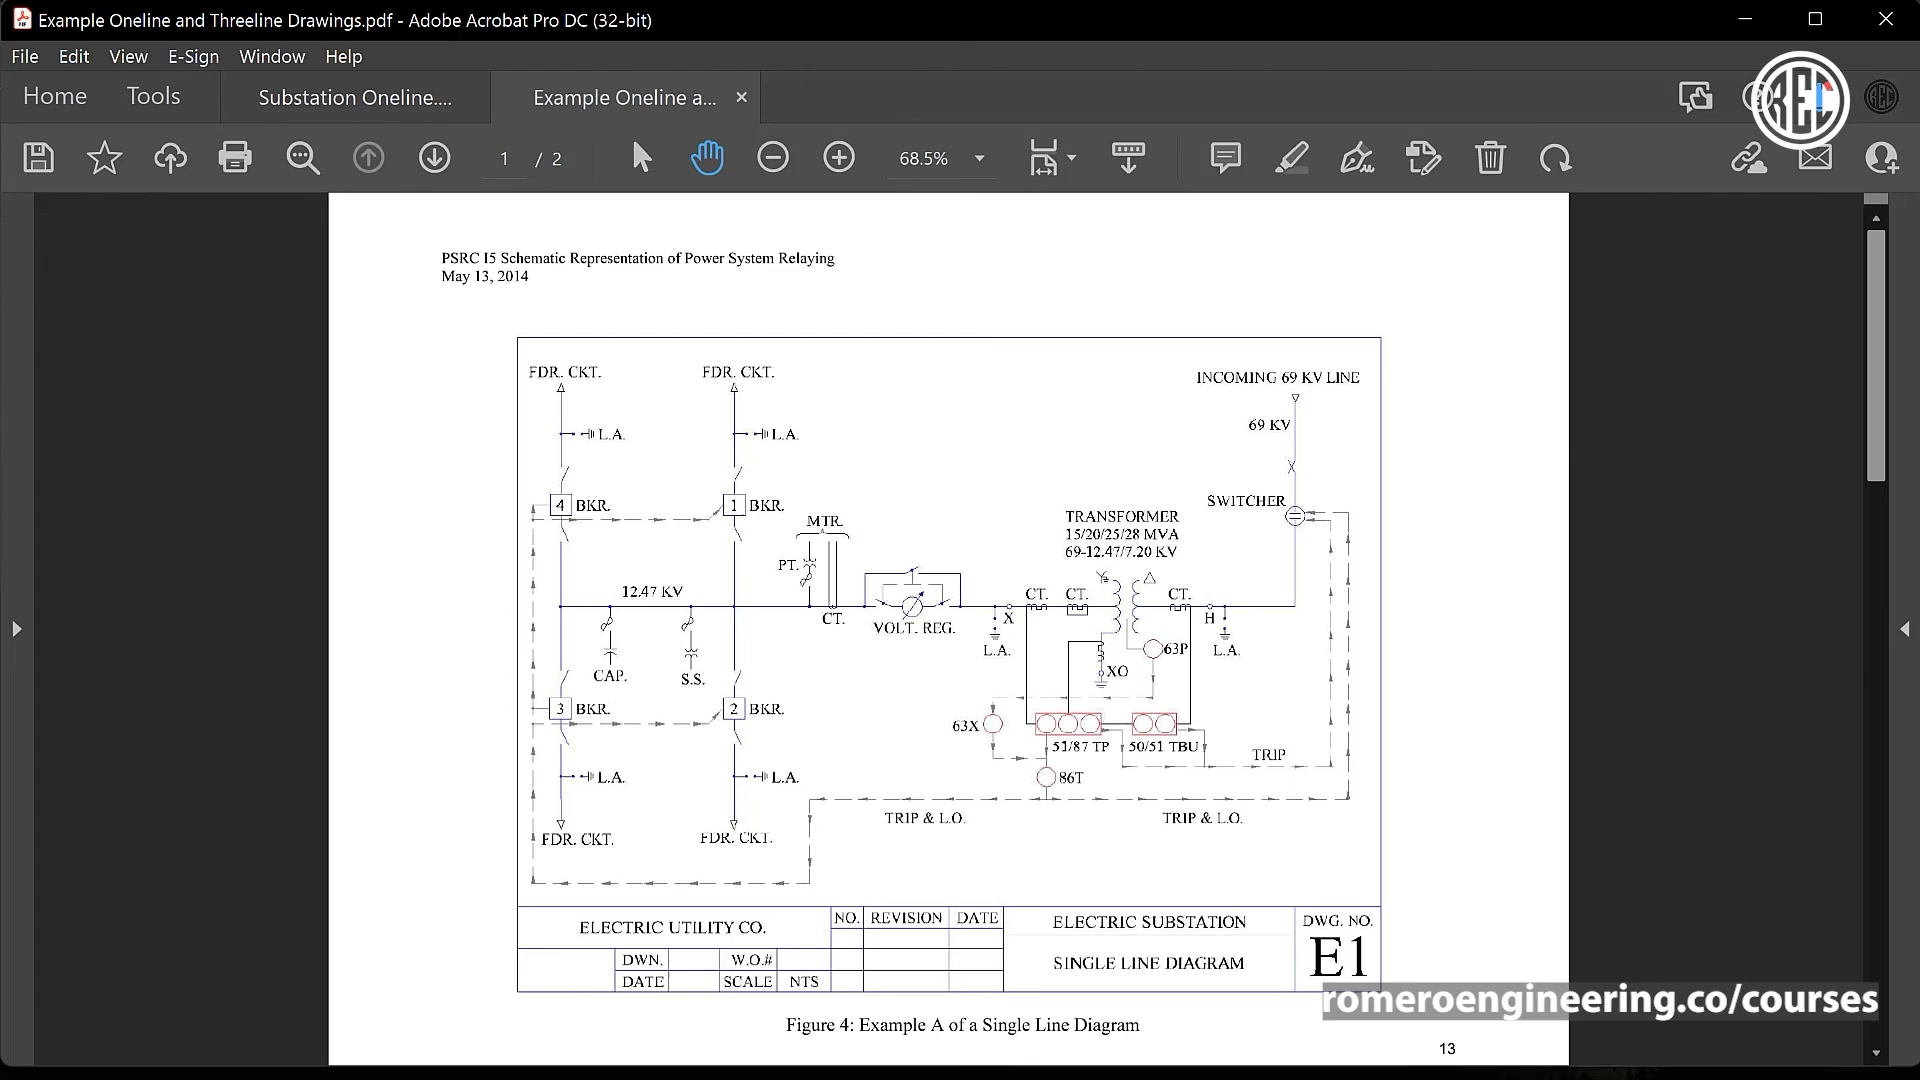 Example Oneline and Threeline Drawings.pdf - Adobe Acrobat Pro DC (32-bit)
File Edit View E-Sign Window Help
Home Tools Substation Oneline.... Example Oneline a...
REC
1 / 2 68.5%
PSRC I5 Schematic Representation of Power System Relaying
May 13, 2014
FDR. CKT. FDR. CKT. INCOMING 69 KV LINE
69 KV
L.A. L.A.
SWITCHER
4 BKR. 1 BKR.
MTR.
TRANSFORMER
15/20/25/28 MVA
69-12.47/7.20 KV
PT.
12.47 KV
CT. CT. CT.
CT.
X H
VOLT. REG.
L.A. 63P L.A.
CAP. S.S.
XO
3 BKR. 2 BKR.
63X
51/87 TP 50/51 TBU
TRIP
L.A. L.A.
86T
TRIP & L.O. TRIP & L.O.
FDR. CKT. FDR. CKT.
ELECTRIC UTILITY CO.
DWN. W.O.#
DATE SCALE NTS
NO. REVISION DATE
ELECTRIC SUBSTATION
SINGLE LINE DIAGRAM
DWG. NO.
E1
romeroengineering.co/courses
Figure 4: Example A of a Single Line Diagram
13